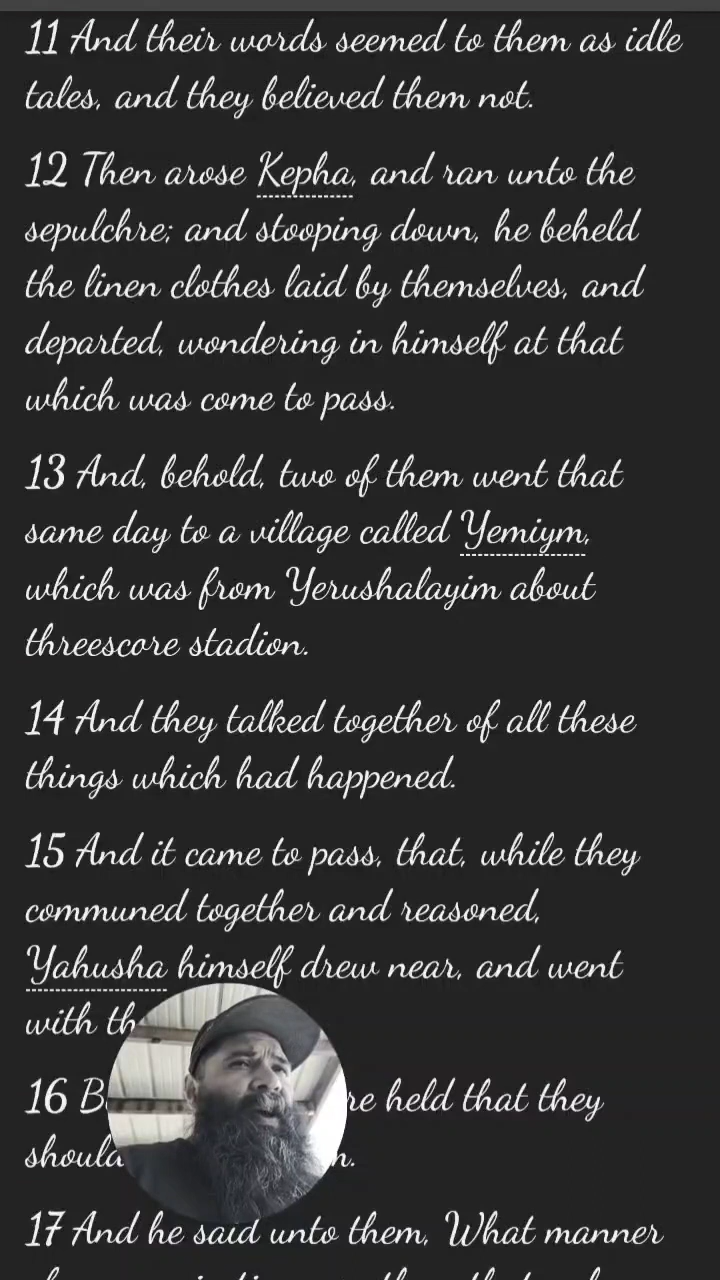 11 And their words seemed to them as idle
tales, and they believed them not.
12 Then arose Kepha, and ran unto the
sepulchre; and stooping down, he beheld
the linen clothes laid by themselves, and
departed, wondering in himself at that
which was come to pass.
13 And, behold, two of them went that
same day to a village called Yemiym,
which was from Yerushalayim about
threescore stadion.
14 And they talked together of all these
things which had happened.
15 And it came to pass, that, while they
communed together and reasoned,
Yahusha himself drew near, and went
with
16 held that they
17 And he said unto them, What manner